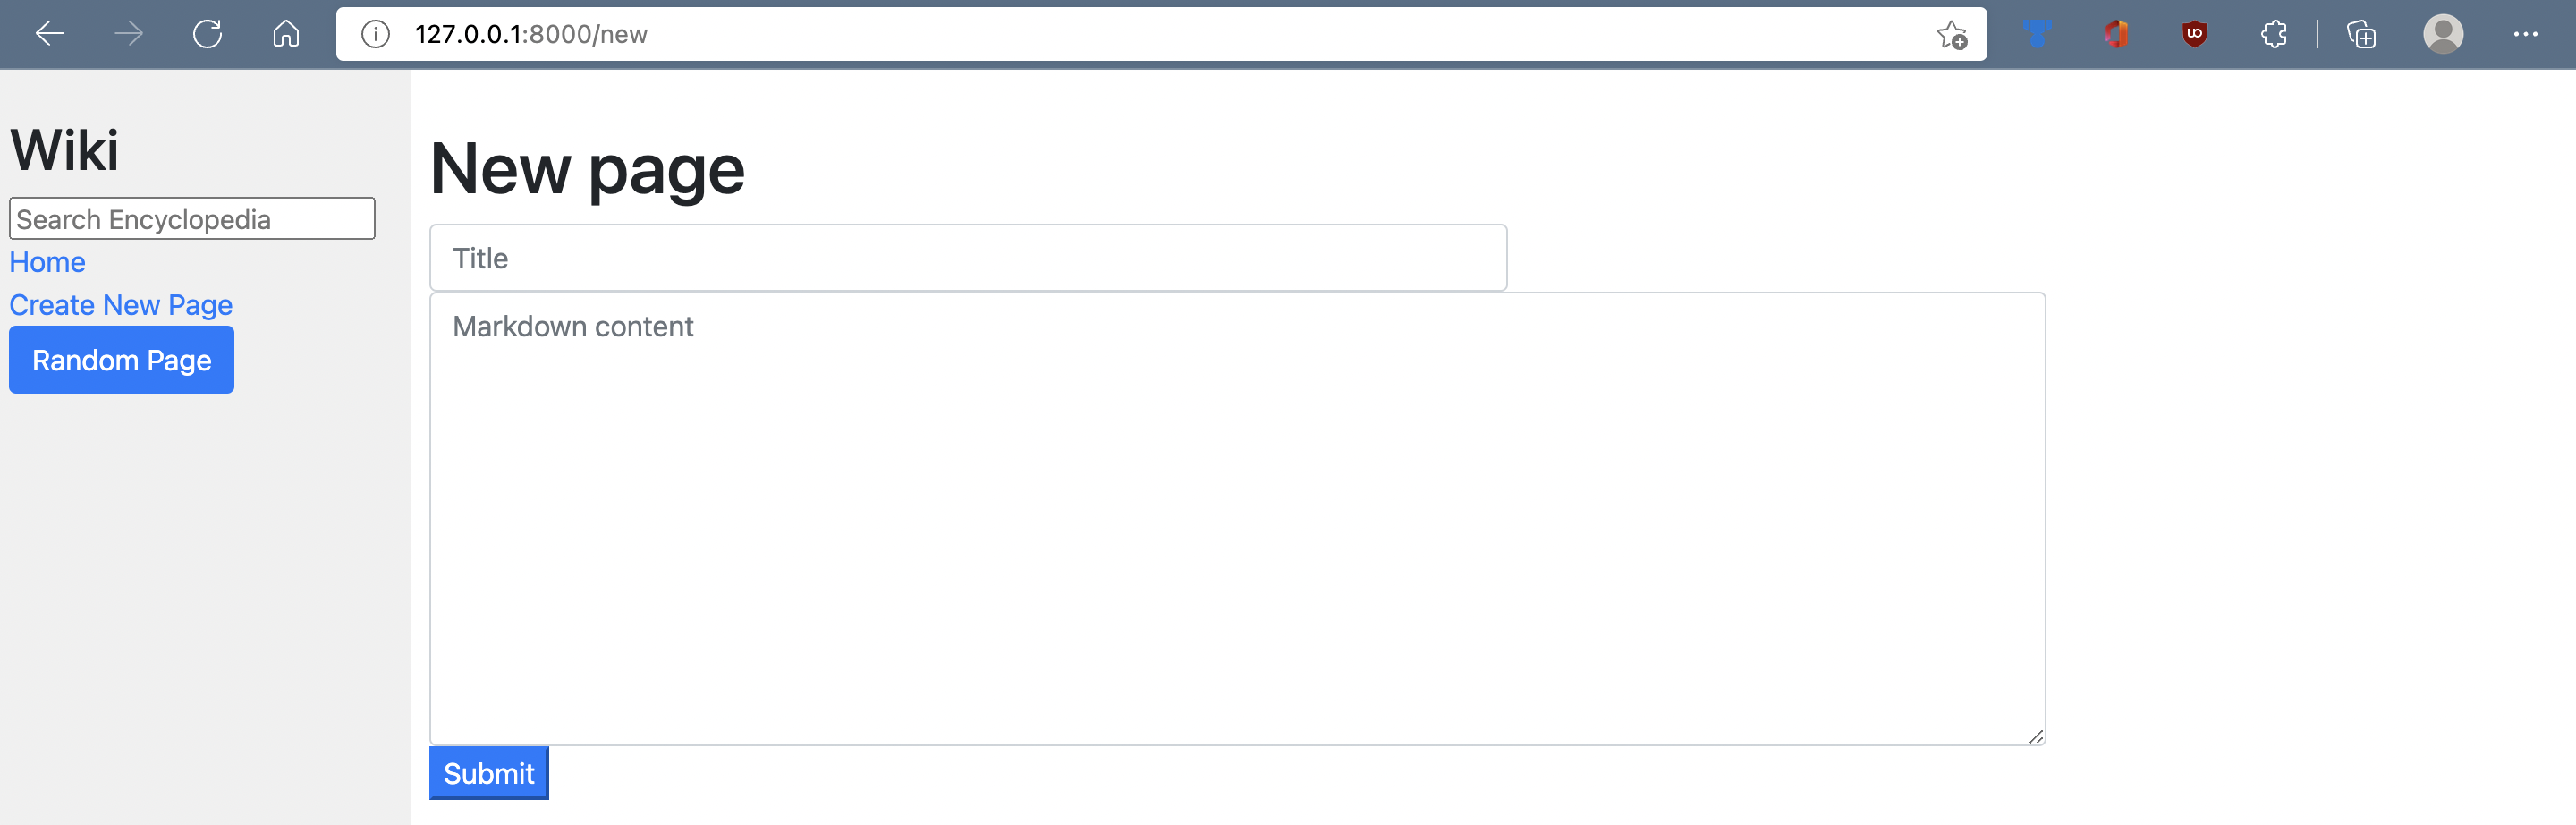 127.0.0.1:8000/new
Wiki
Search Encyclopedia
Home
Create New Page
Random Page
New page
Title
Markdown content
Submit